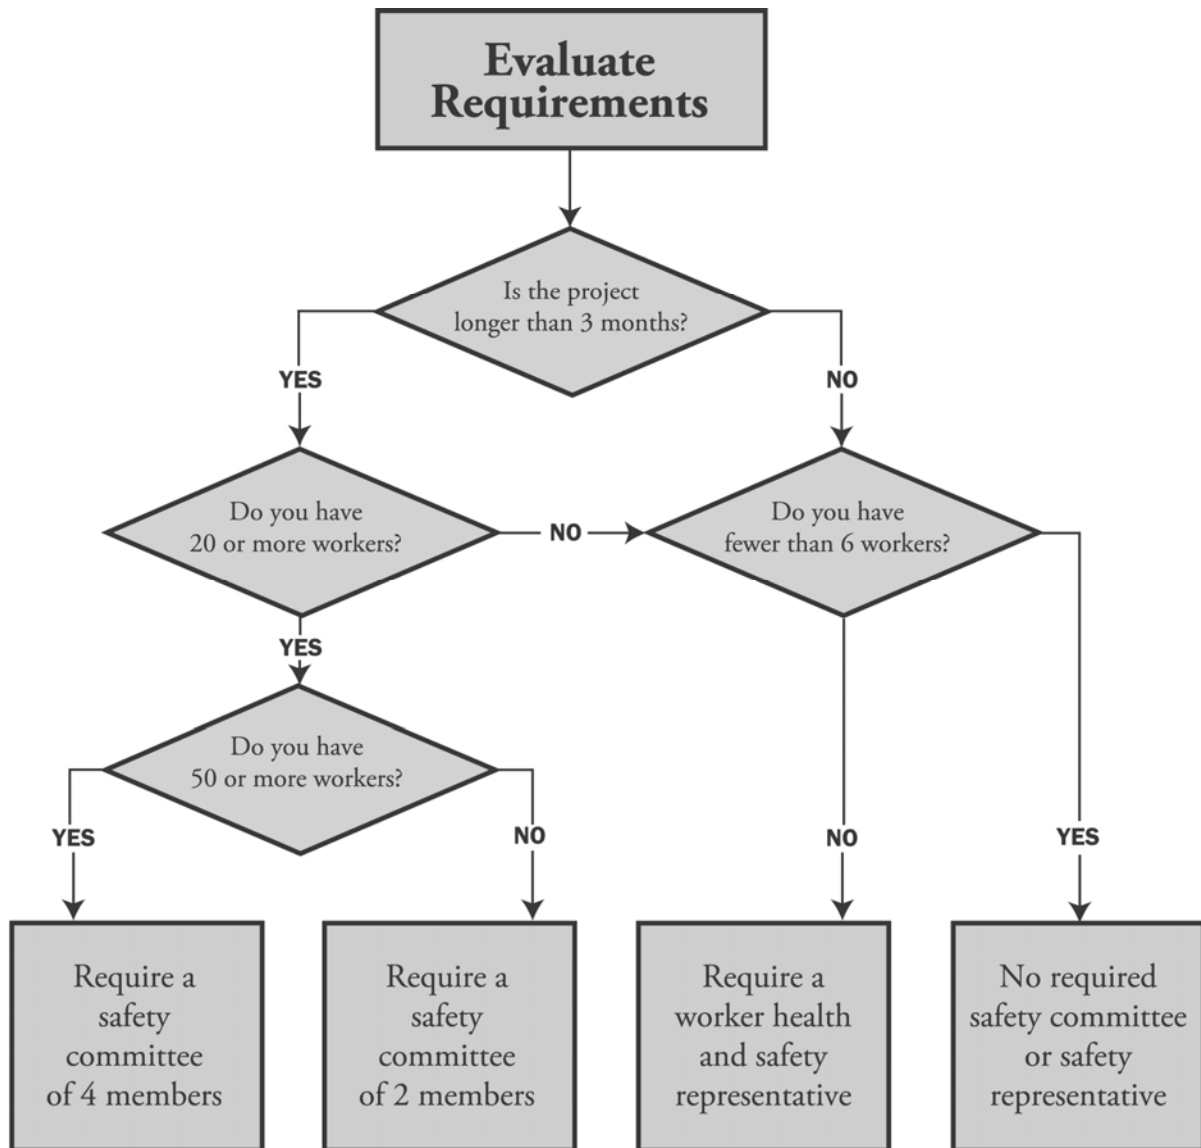 Evaluate
Requirements
Is the project
longer than 3 months?
YES
NO
Do you have
20 or more workers?
NO
Do you have
fewer than 6 workers?
YES
Do you have
50 or more workers?
YES
NO
NO
YES
Require a
safety
committee
of 4 members
Require a
safety
committee
of 2 members
Require a
worker health
and safety
representative
No required
safety committee
or safety
representative